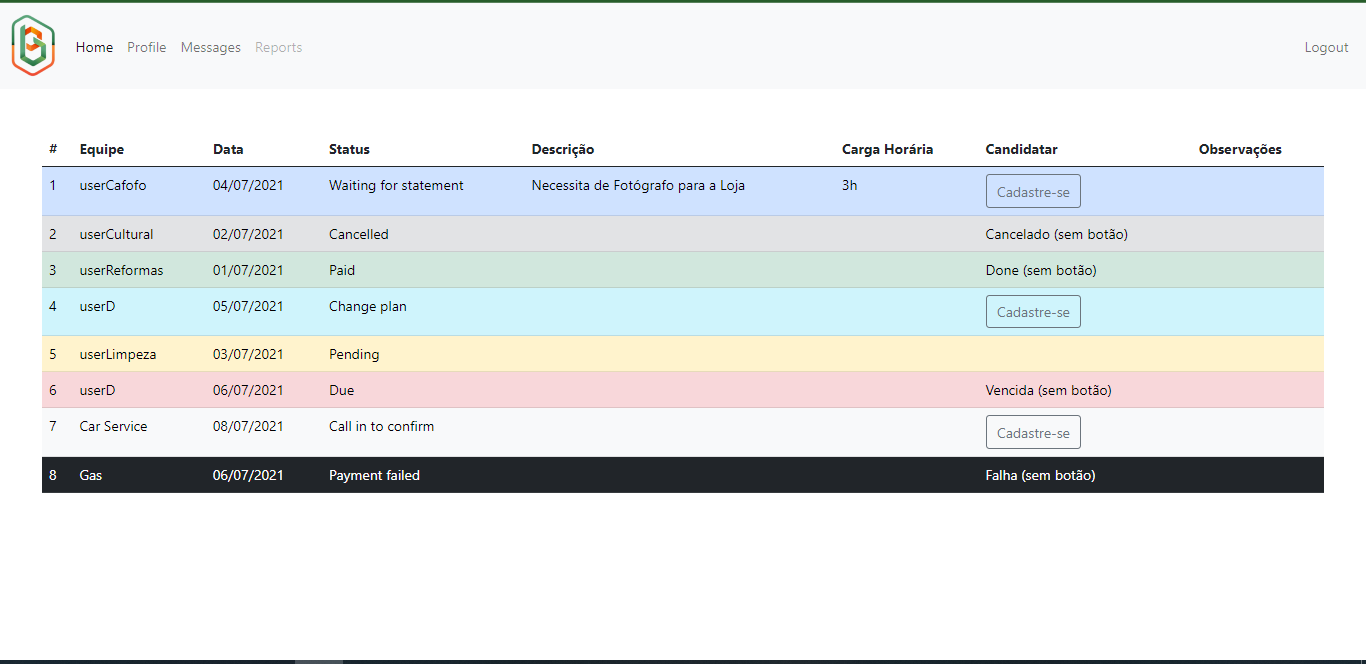 Home Profile Messages Reports Logout
# Equipe Data Status Descrição Carga Horária Candidatar Observações
1 userCafofo 04/07/2021 Waiting for statement Necessita de Fotógrafo para a Loja 3h Cadastre-se
2 userCultural 02/07/2021 Cancelled Cancelado (sem botão)
3 userReformas 01/07/2021 Paid Done (sem botão)
4 userD 05/07/2021 Change plan Cadastre-se
5 userLimpeza 03/07/2021 Pending
6 userD 06/07/2021 Due Vencida (sem botão)
7 Car Service 08/07/2021 Call in to confirm Cadastre-se
8 Gas 06/07/2021 Payment failed Falha (sem botão)